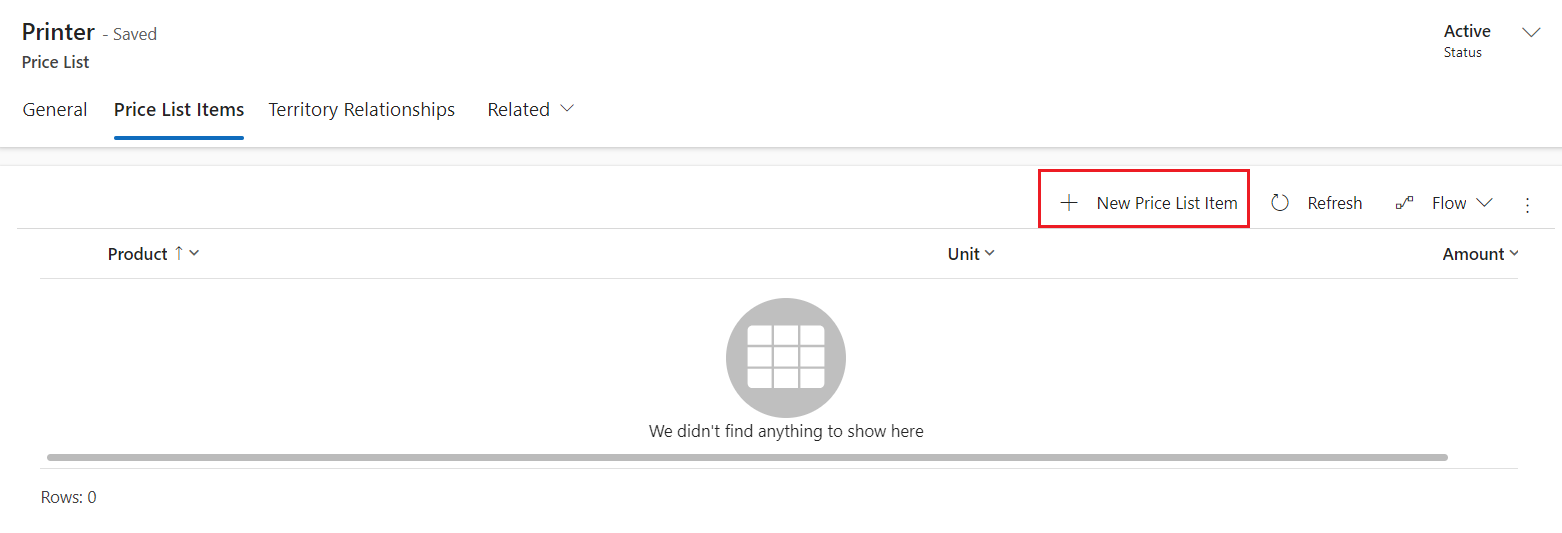 Printer - Saved
Active
Price List
Status
General Price List Items Territory Relationships Related
New Price List Item Refresh Flow
Product Unit Amount
We didn't find anything to show here
Rows: 0